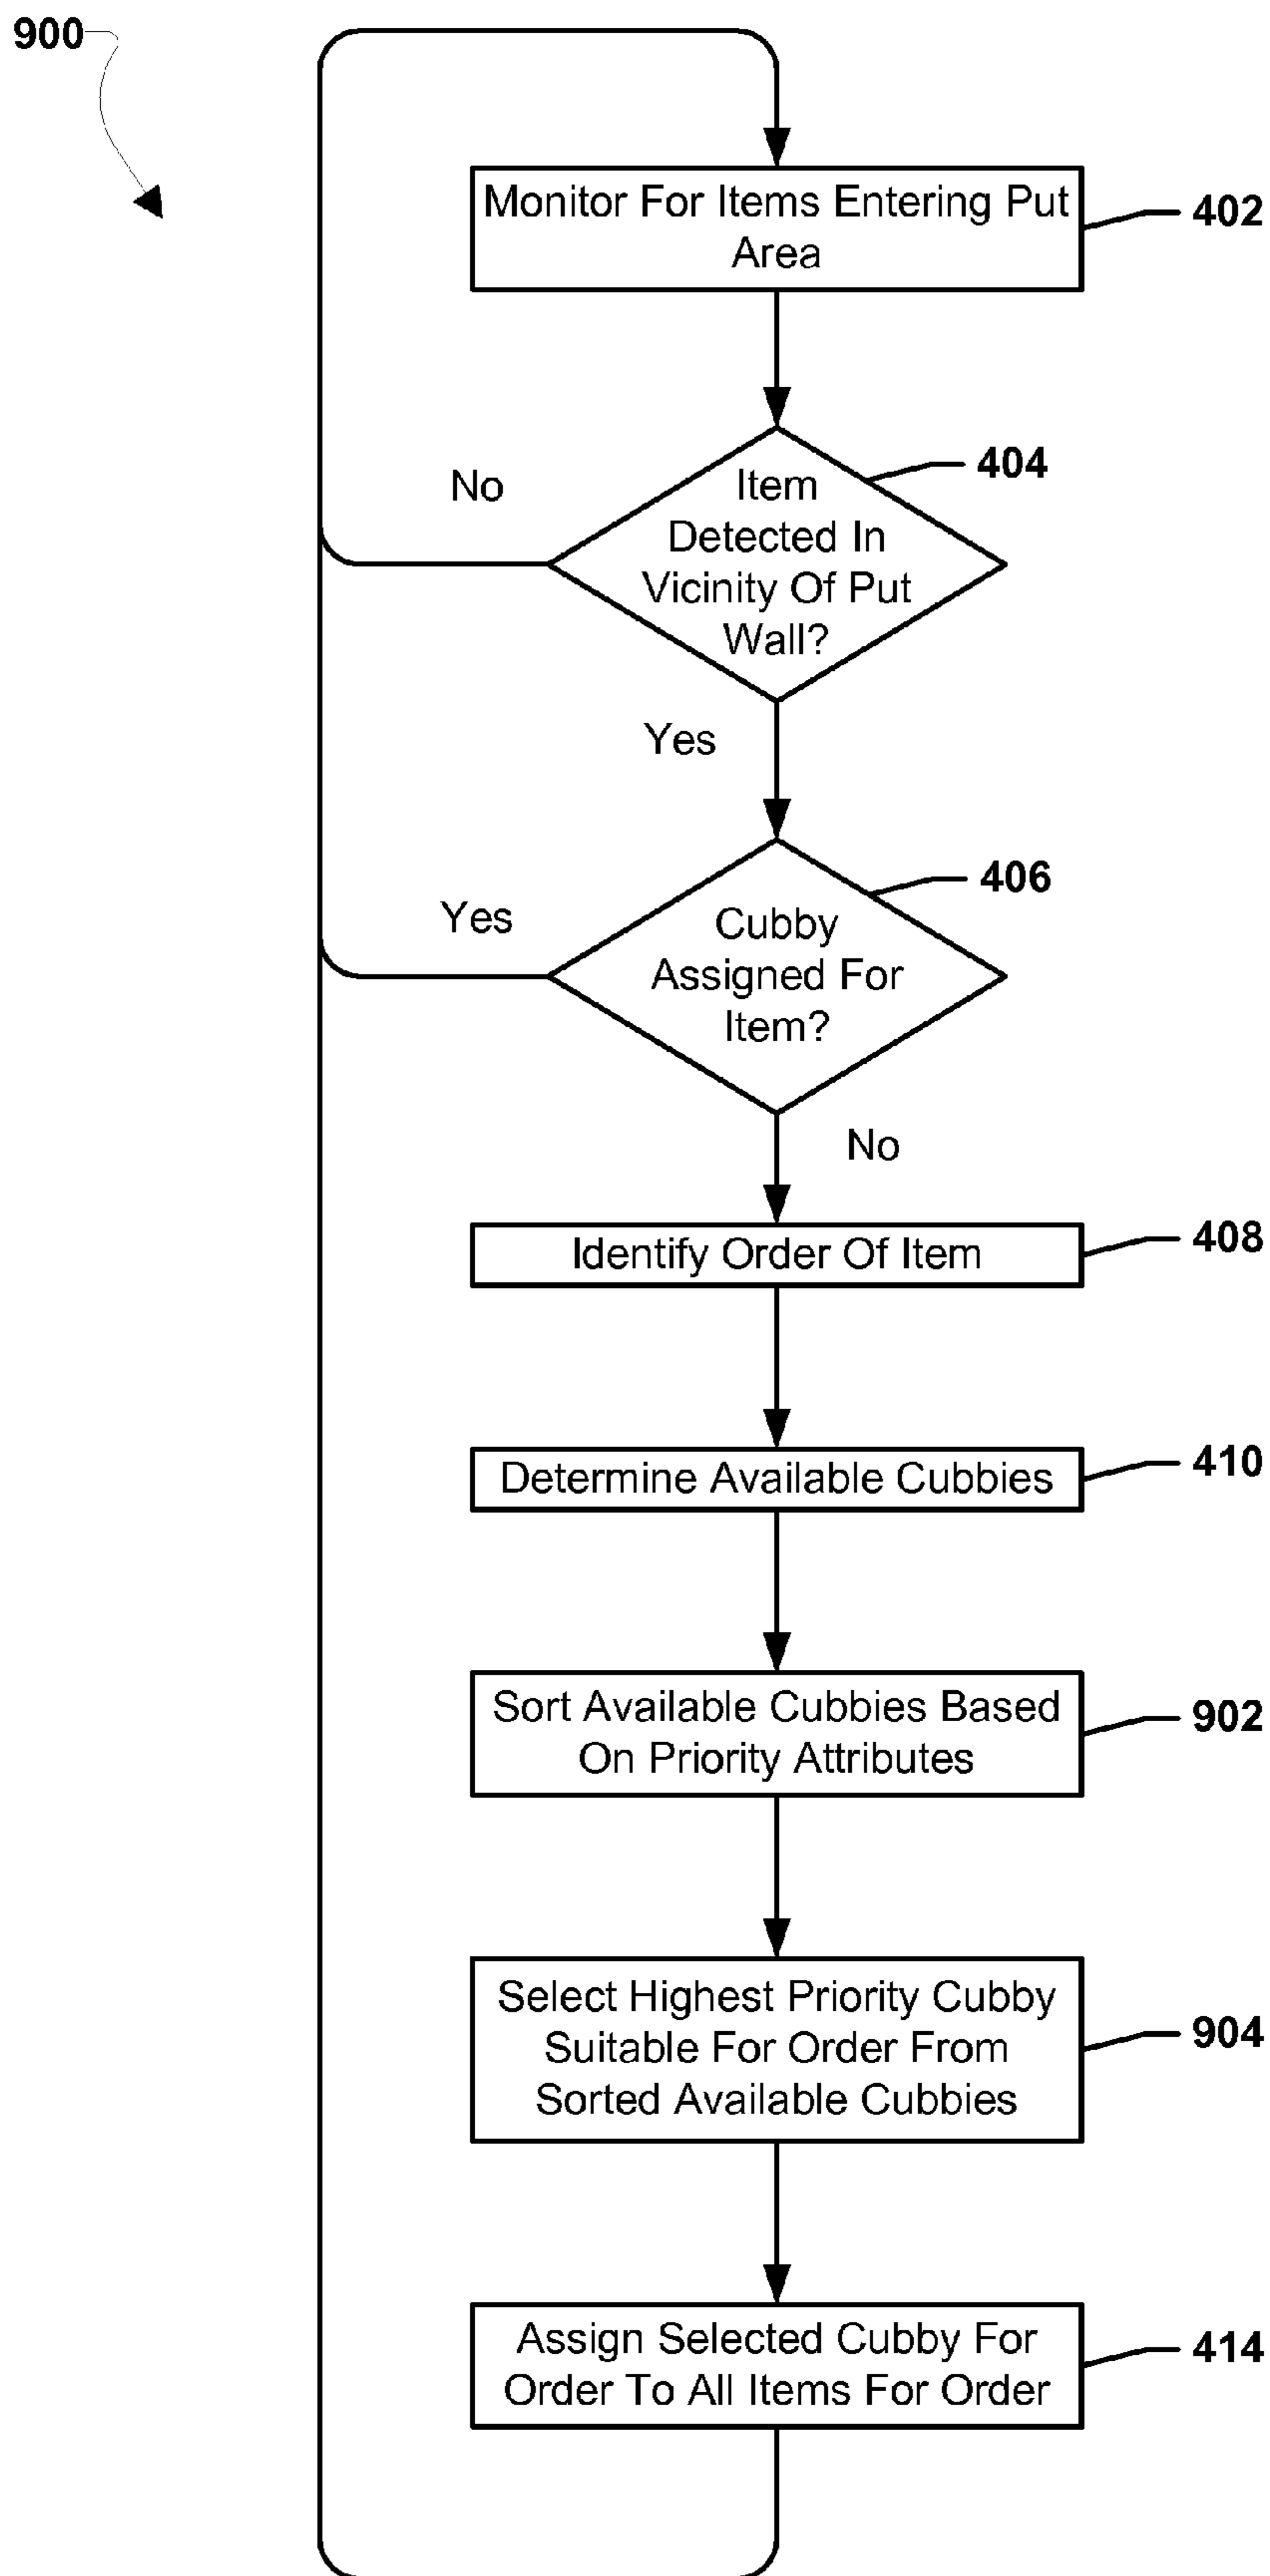 900
Monitor For Items Entering Put
Area
402
404
Item
Detected In
Vicinity Of Put
Wall?
No
Yes
406
Cubby
Assigned For
Item?
Yes
No
Identify Order Of Item
408
Determine Available Cubbies
410
Sort Available Cubbies Based
On Priority Attributes
902
Select Highest Priority Cubby
Suitable For Order From
Sorted Available Cubbies
904
Assign Selected Cubby For
Order To All Items For Order
414